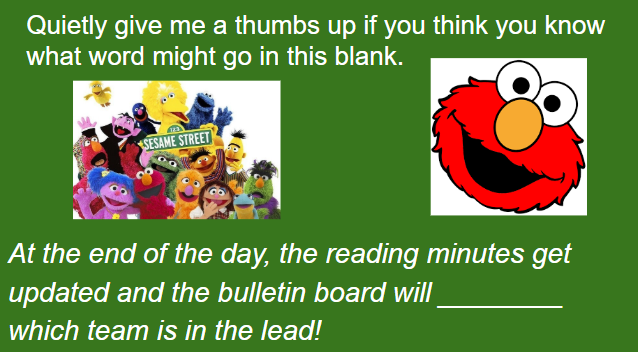 Quietly give me a thumbs up if you think you know
what word might go in this blank.
123
SESAME STREET
At the end of the day, the reading minutes get
updated and the bulletin board will _________
which team is in the lead!